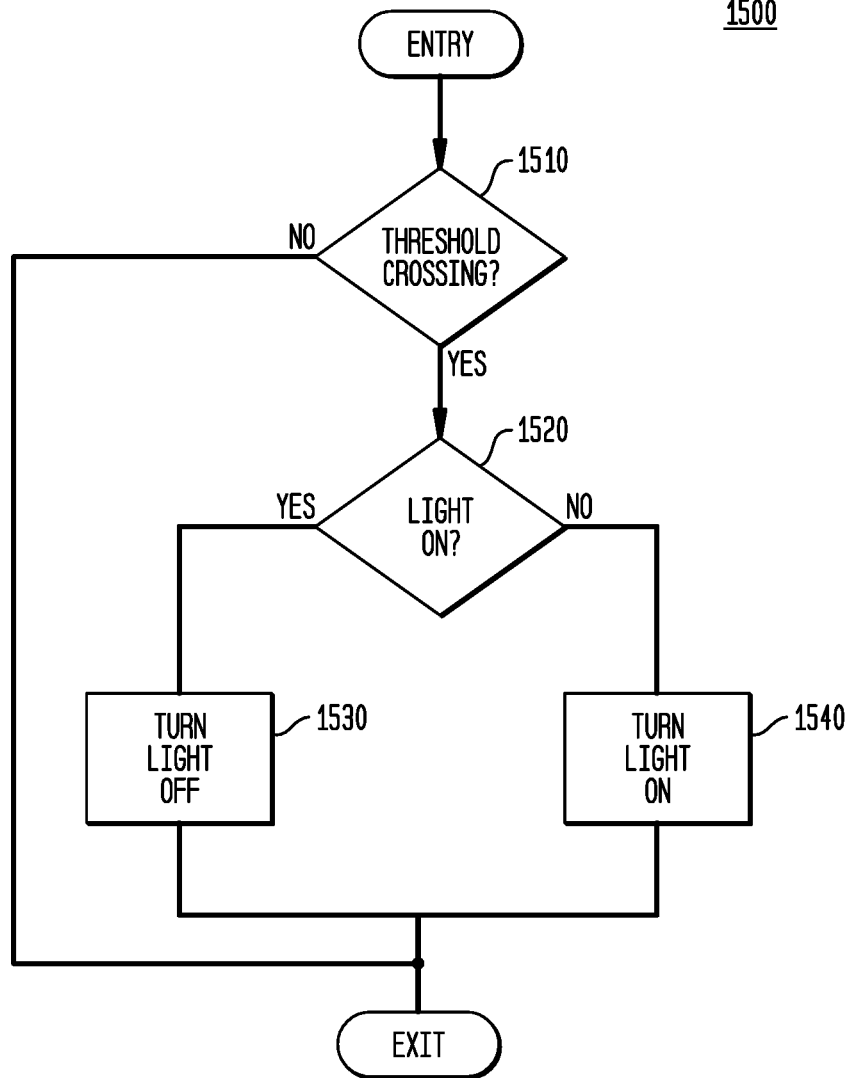 1500
ENTRY
1510
NO
THRESHOLD
CROSSING?
YES
1520
YES
LIGHT
ON?
NO
TURN
LIGHT
OFF
1530
TURN
LIGHT
ON
1540
EXIT